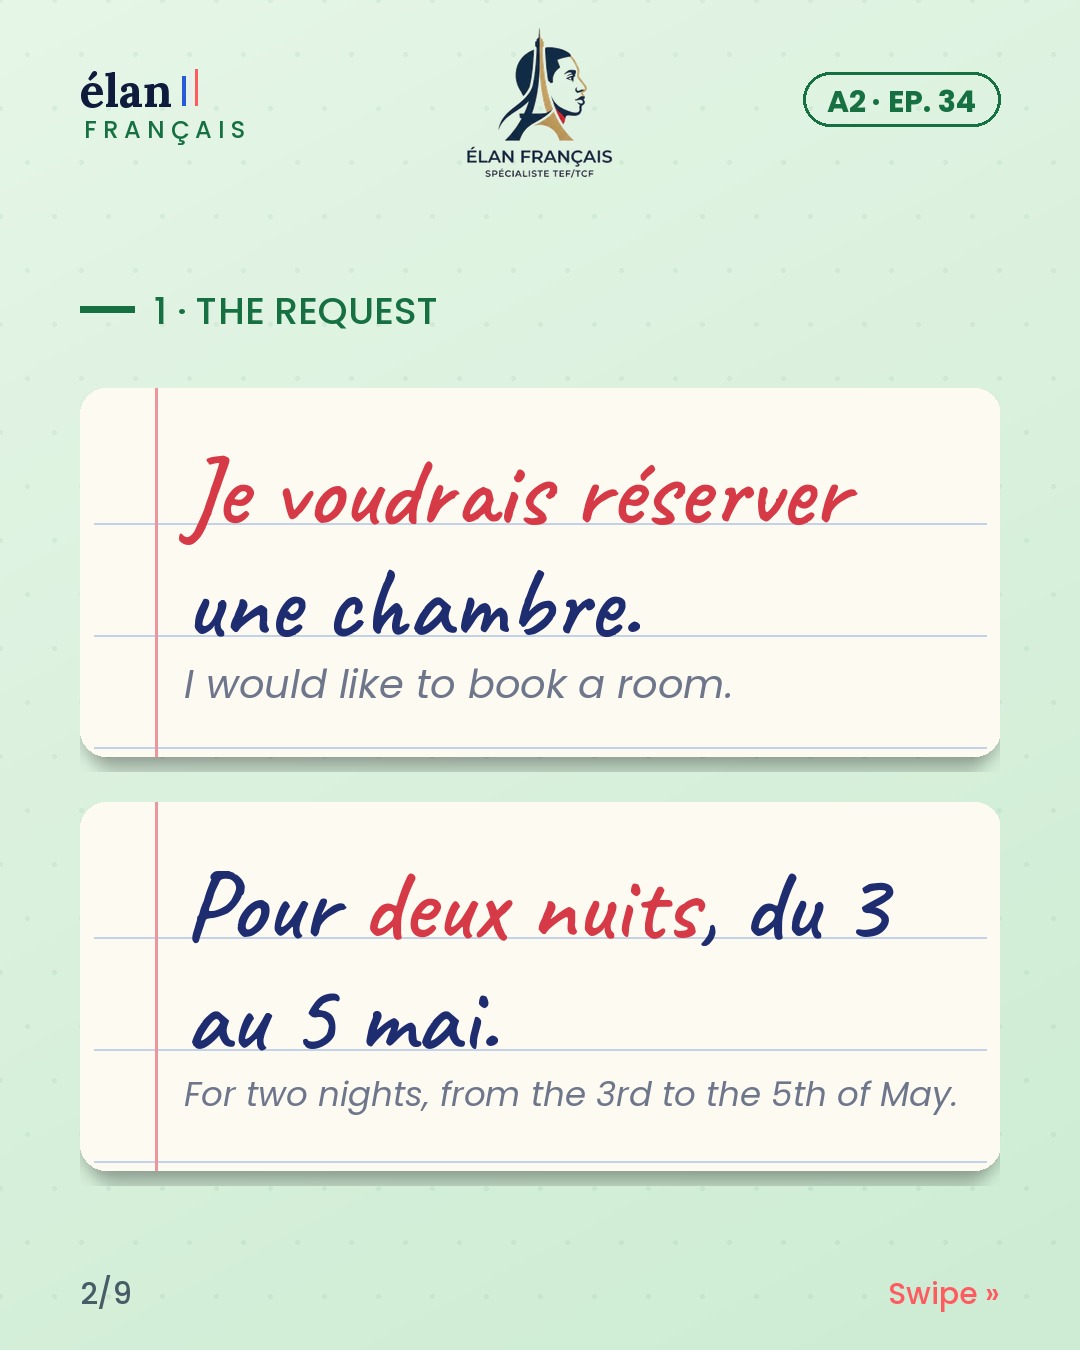 élan
FRANÇAIS
ÉLAN FRANÇAIS
SPÉCIALISTE TEF/TCF
A2 · EP. 34
1 · THE REQUEST
Je voudrais réserver
une chambre.
I would like to book a room.
Pour deux nuits, du 3
au 5 mai.
For two nights, from the 3rd to the 5th of May.
2/9
Swipe »